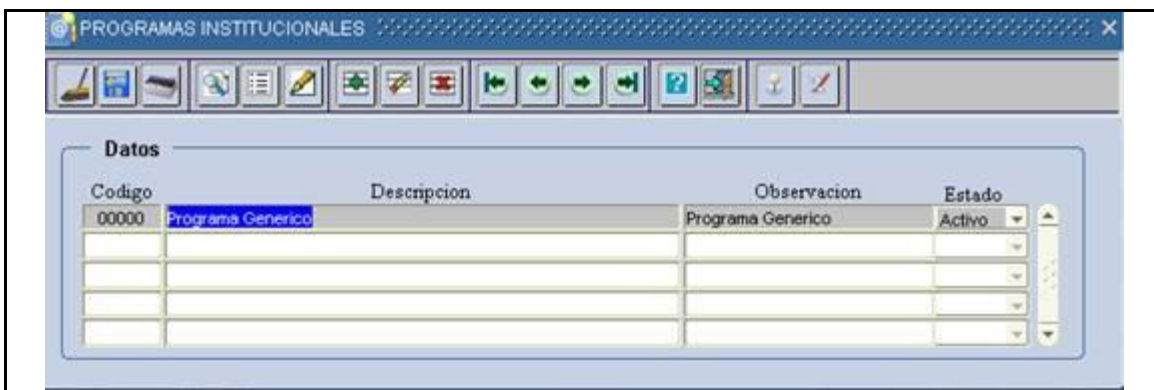 PROGRAMAS INSTITUCIONALES
Datos
Codigo Descripcion Observacion Estado
00000 Programa Generico Programa Generico Activo